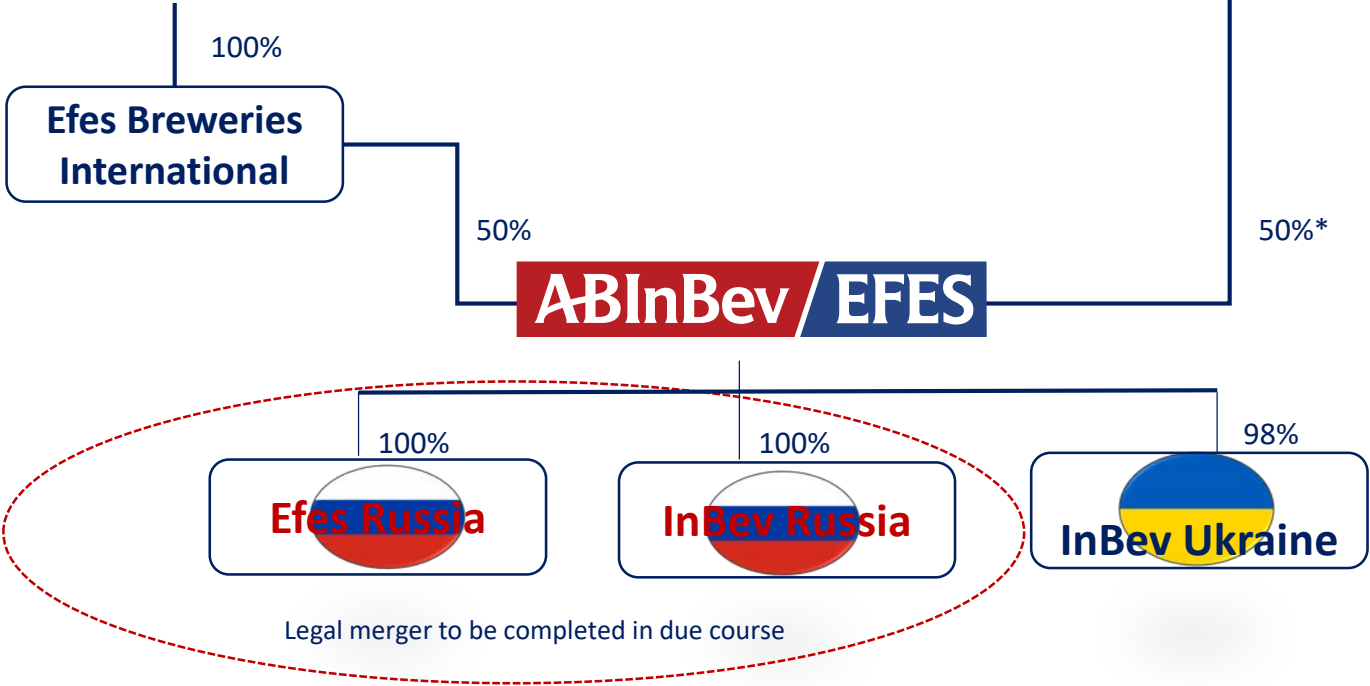 100%
Efes Breweries
International
50%
50%*
ABInBev/EFES
100%
100%
98%
Efes Russia
InBev Russia
InBev Ukraine
Legal merger to be completed in due course